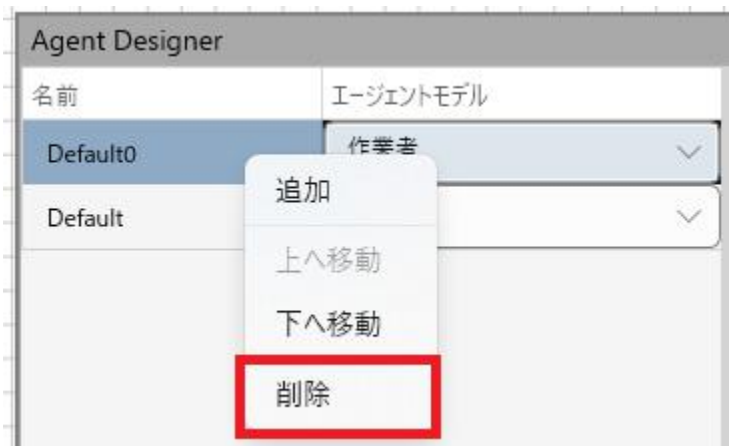 Agent Designer
名前 エージェントモデル
Default0 作業者
Default
追加
上へ移動
下へ移動
削除